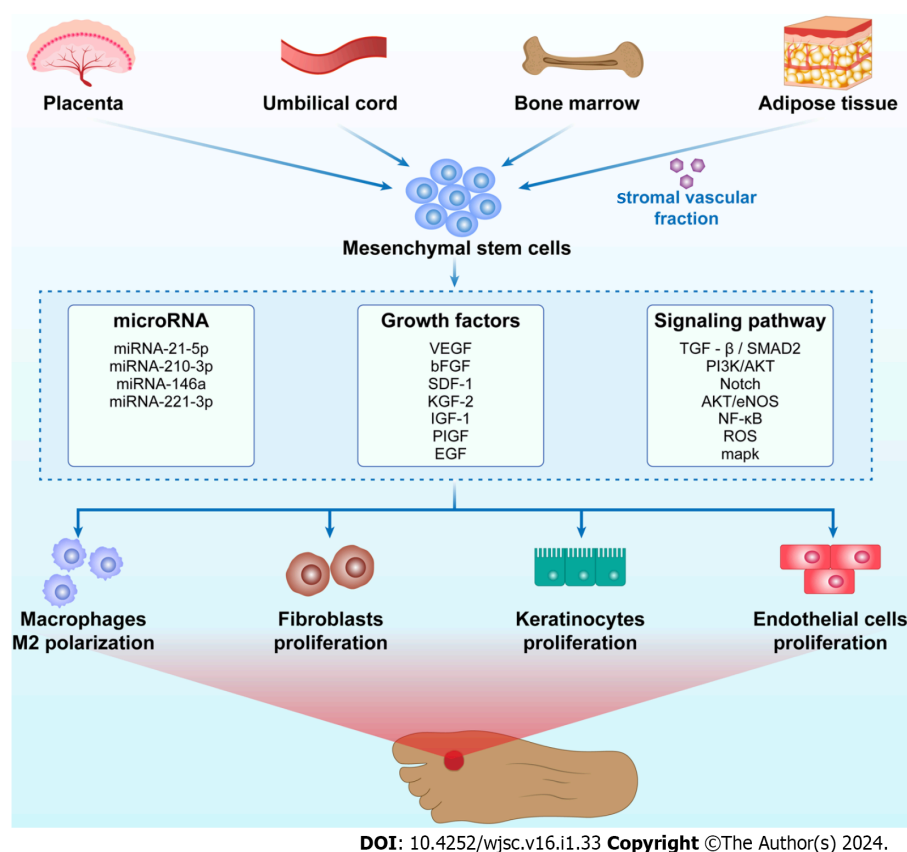 Placenta
Umbilical cord
Bone marrow
Adipose tissue
stromal vascular
fraction
Mesenchymal stem cells
microRNA
miRNA-21-5p
miRNA-210-3p
miRNA-146a
miRNA-221-3p
Growth factors
VEGF
bFGF
SDF-1
KGF-2
IGF-1
PIGF
EGF
Signaling pathway
TGF - β / SMAD2
PI3K/AKT
Notch
AKT/eNOS
NF-κB
ROS
mapk
Macrophages
M2 polarization
Fibroblasts
proliferation
Keratinocytes
proliferation
Endothelial cells
proliferation
DOI: 10.4252/wjsc.v16.i1.33 Copyright ©The Author(s) 2024.